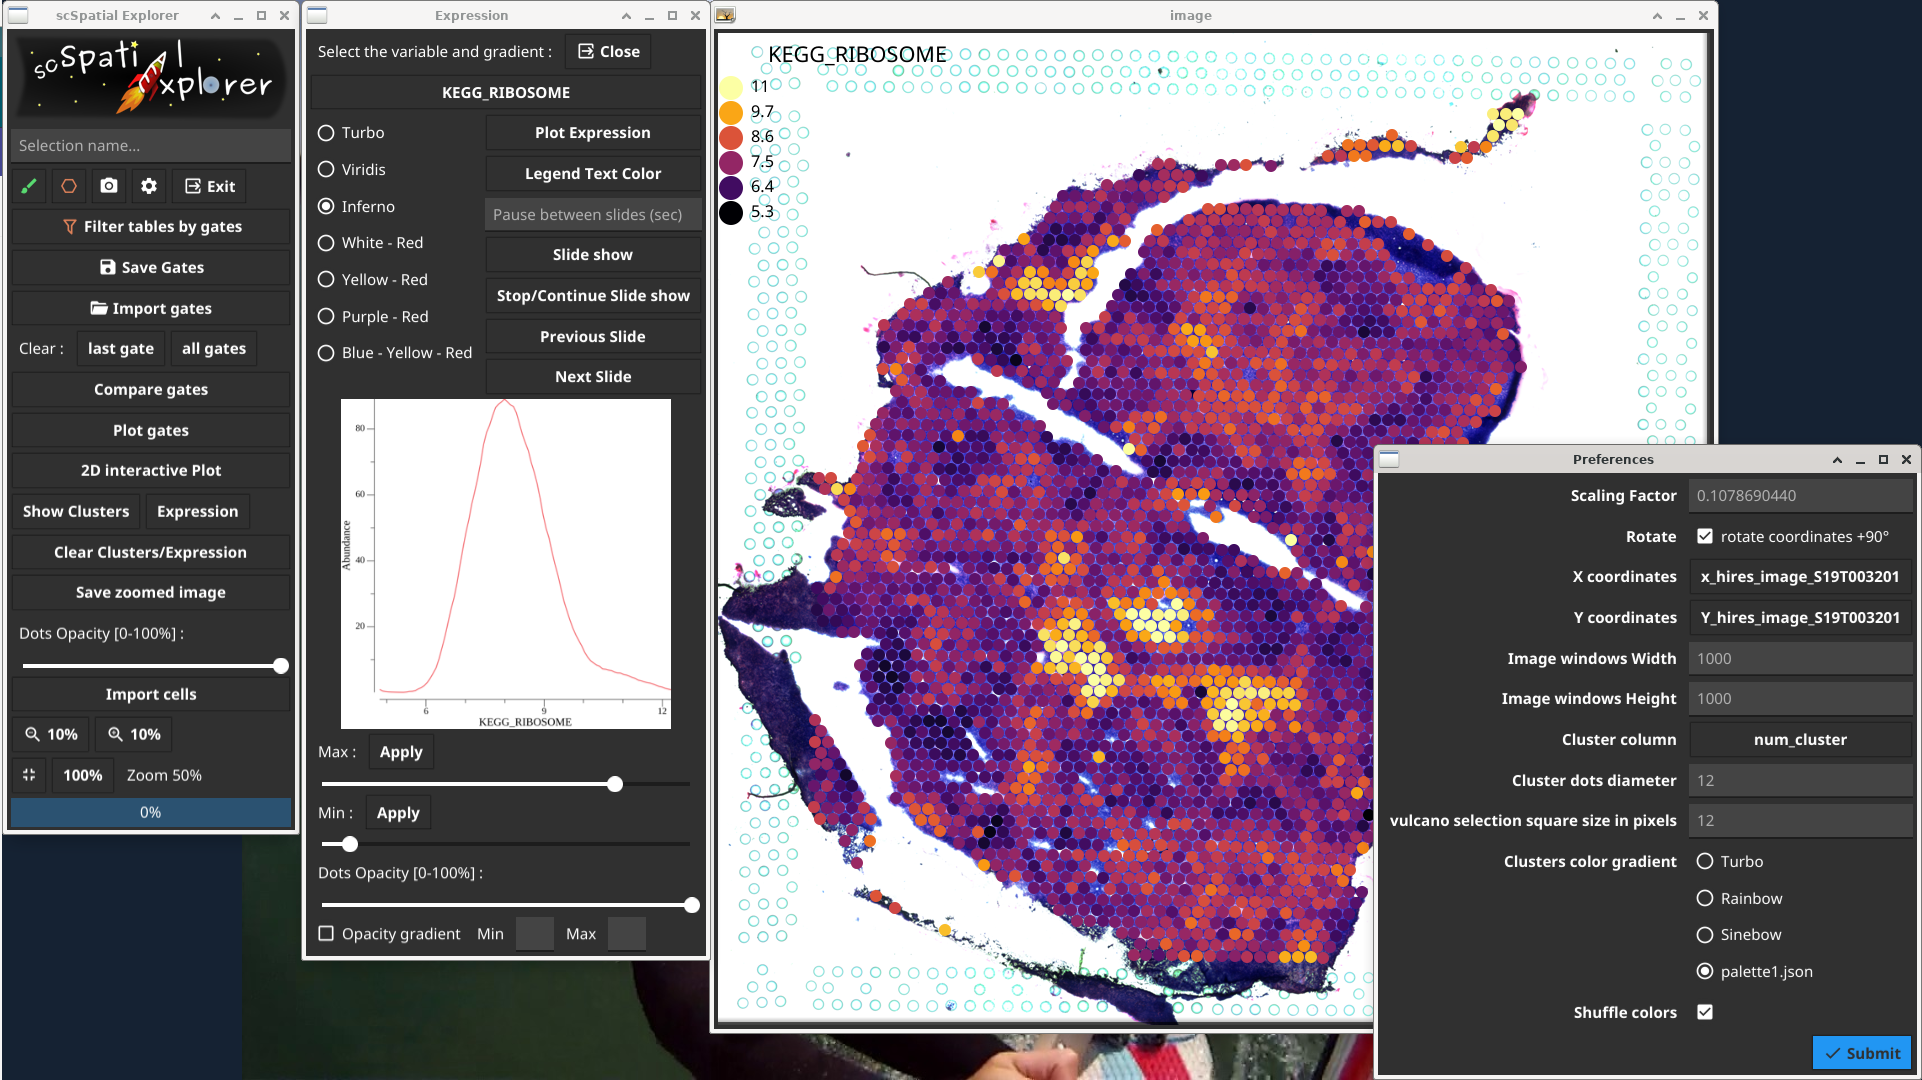 scSpatial Explorer
scSpatial
Explorer
Selection name...
Exit
Filter tables by gates
Save Gates
Import gates
Clear : last gate all gates
Compare gates
Plot gates
2D interactive Plot
Show Clusters Expression
Clear Clusters/Expression
Save zoomed image
Dots Opacity [0-100%] :
Import cells
10% 10%
100% Zoom 50%
0%
Expression
Select the variable and gradient : Close
KEGG_RIBOSOME
Turbo
Viridis
Inferno
White - Red
Yellow - Red
Purple - Red
Blue - Yellow - Red
Plot Expression
Legend Text Color
Pause between slides (sec)
Slide show
Stop/Continue Slide show
Previous Slide
Next Slide
80
60
40
20
Abundance
6 9 12
KEGG_RIBOSOME
Max : Apply
Min : Apply
Dots Opacity [0-100%] :
Opacity gradient Min Max
image
KEGG_RIBOSOME
11
9.7
8.6
7.5
6.4
5.3
Preferences
Scaling Factor 0.1078690440
Rotate rotate coordinates +90°
X coordinates x_hires_image_S19T003201
Y coordinates Y_hires_image_S19T003201
Image windows Width 1000
Image windows Height 1000
Cluster column num_cluster
Cluster dots diameter 12
vulcano selection square size in pixels 12
Clusters color gradient Turbo
Rainbow
Sinebow
palette1.json
Shuffle colors
Submit